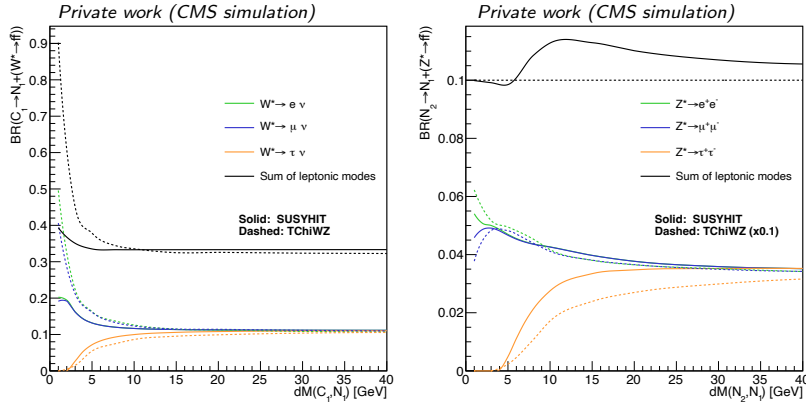 Private work (CMS simulation)
BR(C₁→N₁+(W*→ff̄))
0.9
0.8
0.7
0.6
0.5
0.4
0.3
0.2
0.1
0
W*→ e ν
W*→ μ ν
W*→ τ ν
Sum of leptonic modes
Solid: SUSYHIT
Dashed: TChiWZ
0 5 10 15 20 25 30 35 40
dM(C₁,N₁) [GeV]
Private work (CMS simulation)
BR(N₂→N₁+(Z*→ff̄))
0.1
0.08
0.06
0.04
0.02
0
Z*→ e⁺e⁻
Z*→μ⁺μ⁻
Z*→τ⁺τ⁻
Sum of leptonic modes
Solid: SUSYHIT
Dashed: TChiWZ (x0.1)
0 5 10 15 20 25 30 35 40
dM(N₂,N₁) [GeV]